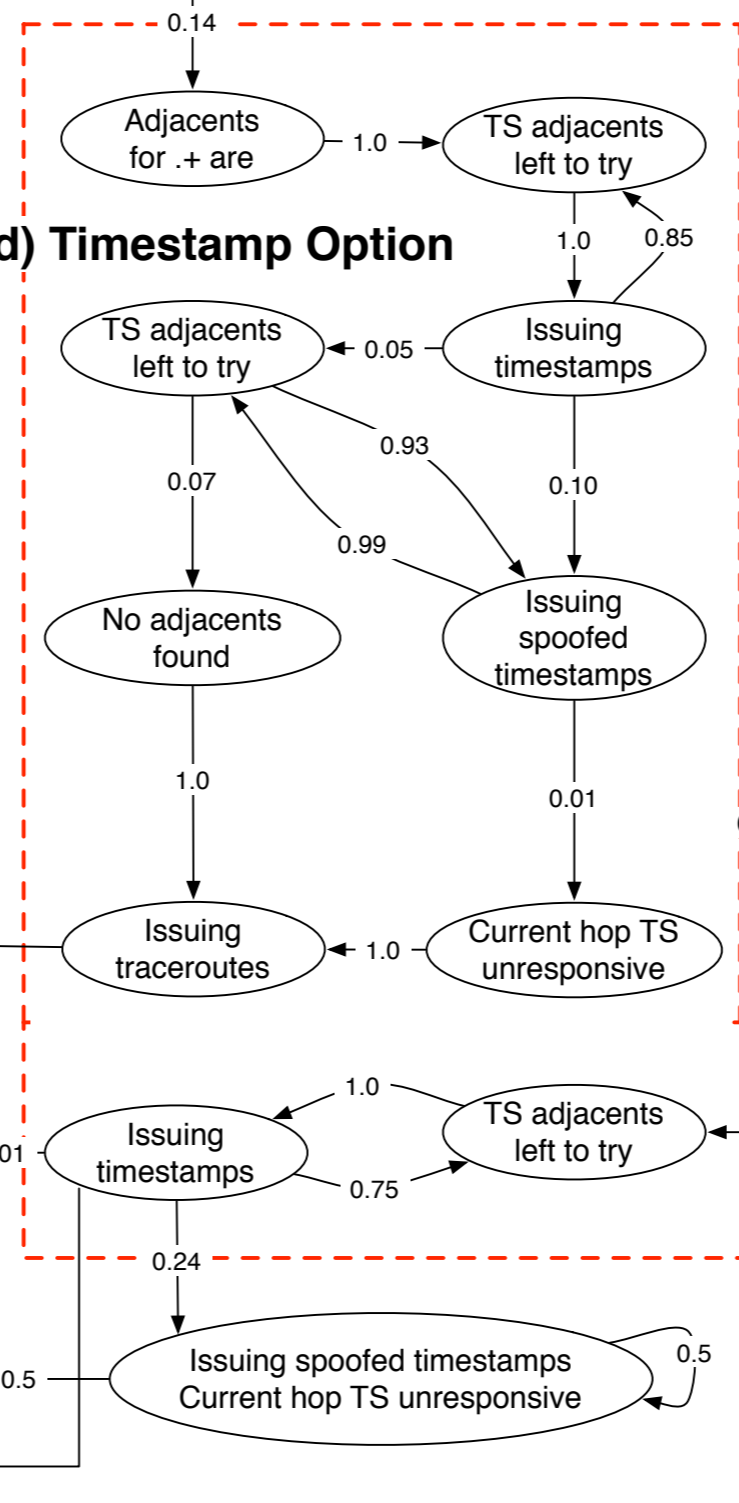 0.14
Adjacents
for .+ are
1.0
TS adjacents
left to try
1.0
0.85
d) Timestamp Option
TS adjacents
left to try
0.05
Issuing
timestamps
0.93
0.07
0.10
0.99
No adjacents
found
Issuing
spoofed
timestamps
1.0
0.01
Issuing
traceroutes
1.0
Current hop TS
unresponsive
1.0
TS adjacents
left to try
01
Issuing
timestamps
0.75
0.24
Issuing spoofed timestamps
Current hop TS unresponsive
0.5
0.5